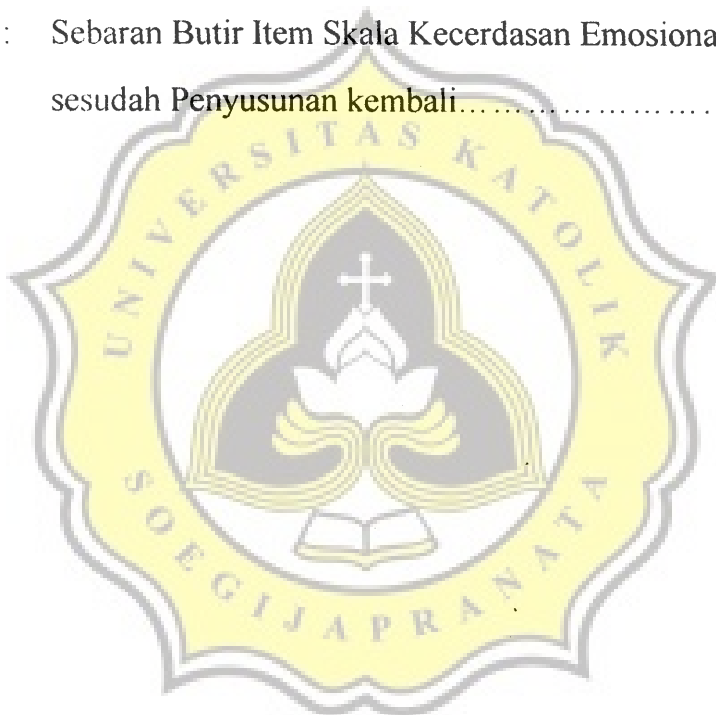 : Sebaran Butir Item Skala Kecerdasan Emosiona
sesudah Penyusunan kembali....................
UNIVERSITAS KATOLIK
SOEGIJAPRANATA